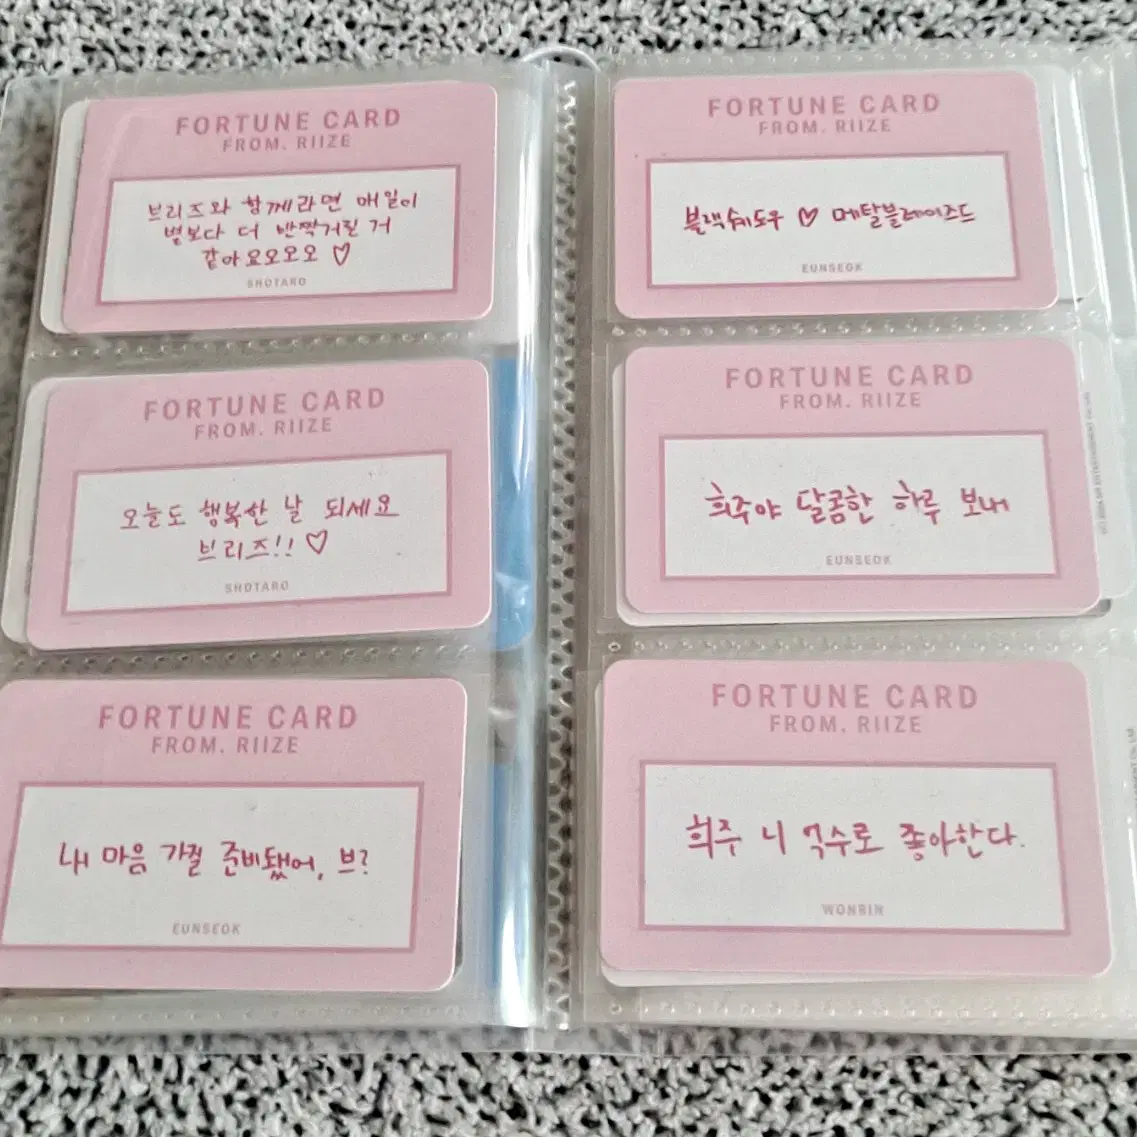 FORTUNE CARD
FROM. RIIZE
브리즈와 함께라면 매일이
별보다 더 반짝거릴 거
같아요오오오 ♡
SHOTARO
FORTUNE CARD
FROM. RIIZE
오늘도 행복한 날 되세요
브리즈!! ♡
SHOTARO
FORTUNE CARD
FROM. RIIZE
내 마음 가질 준비됐어, 브?
EUNSEOK
FORTUNE CARD
FROM. RIIZE
블랙쉐도우 ♡ 메탈블레이즈드
EUNSEOK
FORTUNE CARD
FROM. RIIZE
희주야 달콤한 하루 보내
EUNSEOK
FORTUNE CARD
FROM. RIIZE
희주 니 억수로 좋아한다.
WONBIN